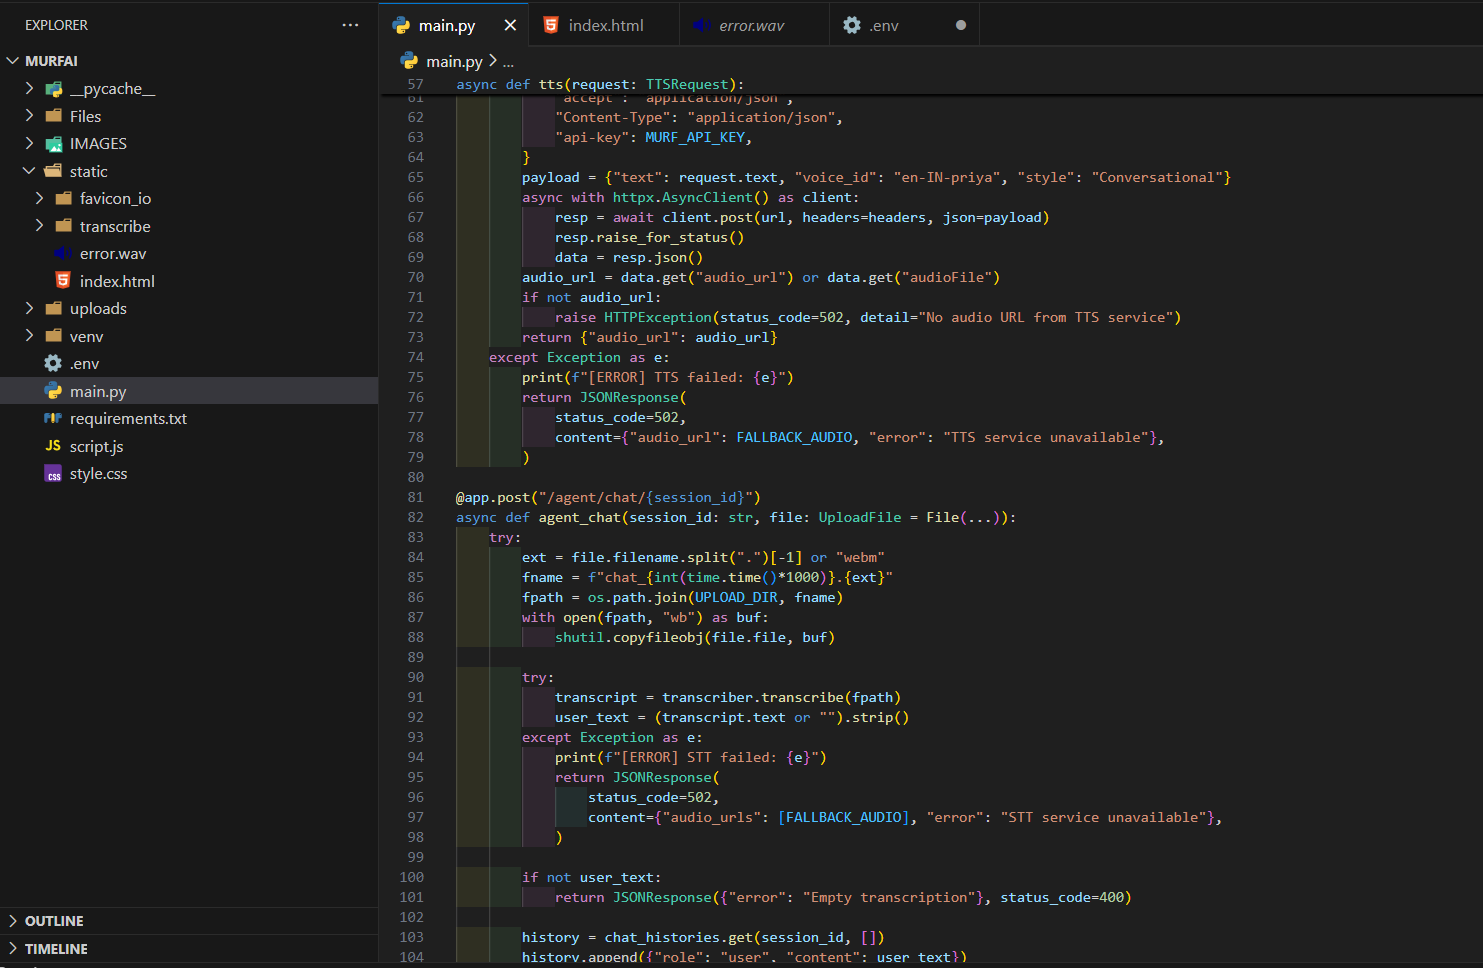 EXPLORER
...
MURFAI
__pycache__
Files
IMAGES
static
favicon_io
transcribe
error.wav
index.html
uploads
venv
.env
main.py
requirements.txt
script.js
style.css
OUTLINE
TIMELINE
main.py
index.html
error.wav
.env
main.py > ...
57 async def tts(request: TTSRequest):
61 "accept": "application/json",
62 "Content-Type": "application/json",
63 "api-key": MURF_API_KEY,
64 }
65 payload = {"text": request.text, "voice_id": "en-IN-priya", "style": "Conversational"}
66 async with httpx.AsyncClient() as client:
67 resp = await client.post(url, headers=headers, json=payload)
68 resp.raise_for_status()
69 data = resp.json()
70 audio_url = data.get("audio_url") or data.get("audioFile")
71 if not audio_url:
72 raise HTTPException(status_code=502, detail="No audio URL from TTS service")
73 return {"audio_url": audio_url}
74 except Exception as e:
75 print(f"[ERROR] TTS failed: {e}")
76 return JSONResponse(
77 status_code=502,
78 content={"audio_url": FALLBACK_AUDIO, "error": "TTS service unavailable"},
79 )
80
81 @app.post("/agent/chat/{session_id}")
82 async def agent_chat(session_id: str, file: UploadFile = File(...)):
83 try:
84 ext = file.filename.split(".")[-1] or "webm"
85 fname = f"chat_{int(time.time()*1000)}.{ext}"
86 fpath = os.path.join(UPLOAD_DIR, fname)
87 with open(fpath, "wb") as buf:
88 shutil.copyfileobj(file.file, buf)
89
90 try:
91 transcript = transcriber.transcribe(fpath)
92 user_text = (transcript.text or "").strip()
93 except Exception as e:
94 print(f"[ERROR] STT failed: {e}")
95 return JSONResponse(
96 status_code=502,
97 content={"audio_urls": [FALLBACK_AUDIO], "error": "STT service unavailable"},
98 )
99
100 if not user_text:
101 return JSONResponse({"error": "Empty transcription"}, status_code=400)
102
103 history = chat_histories.get(session_id, [])
104 history.append({"role": "user", "content": user_text})